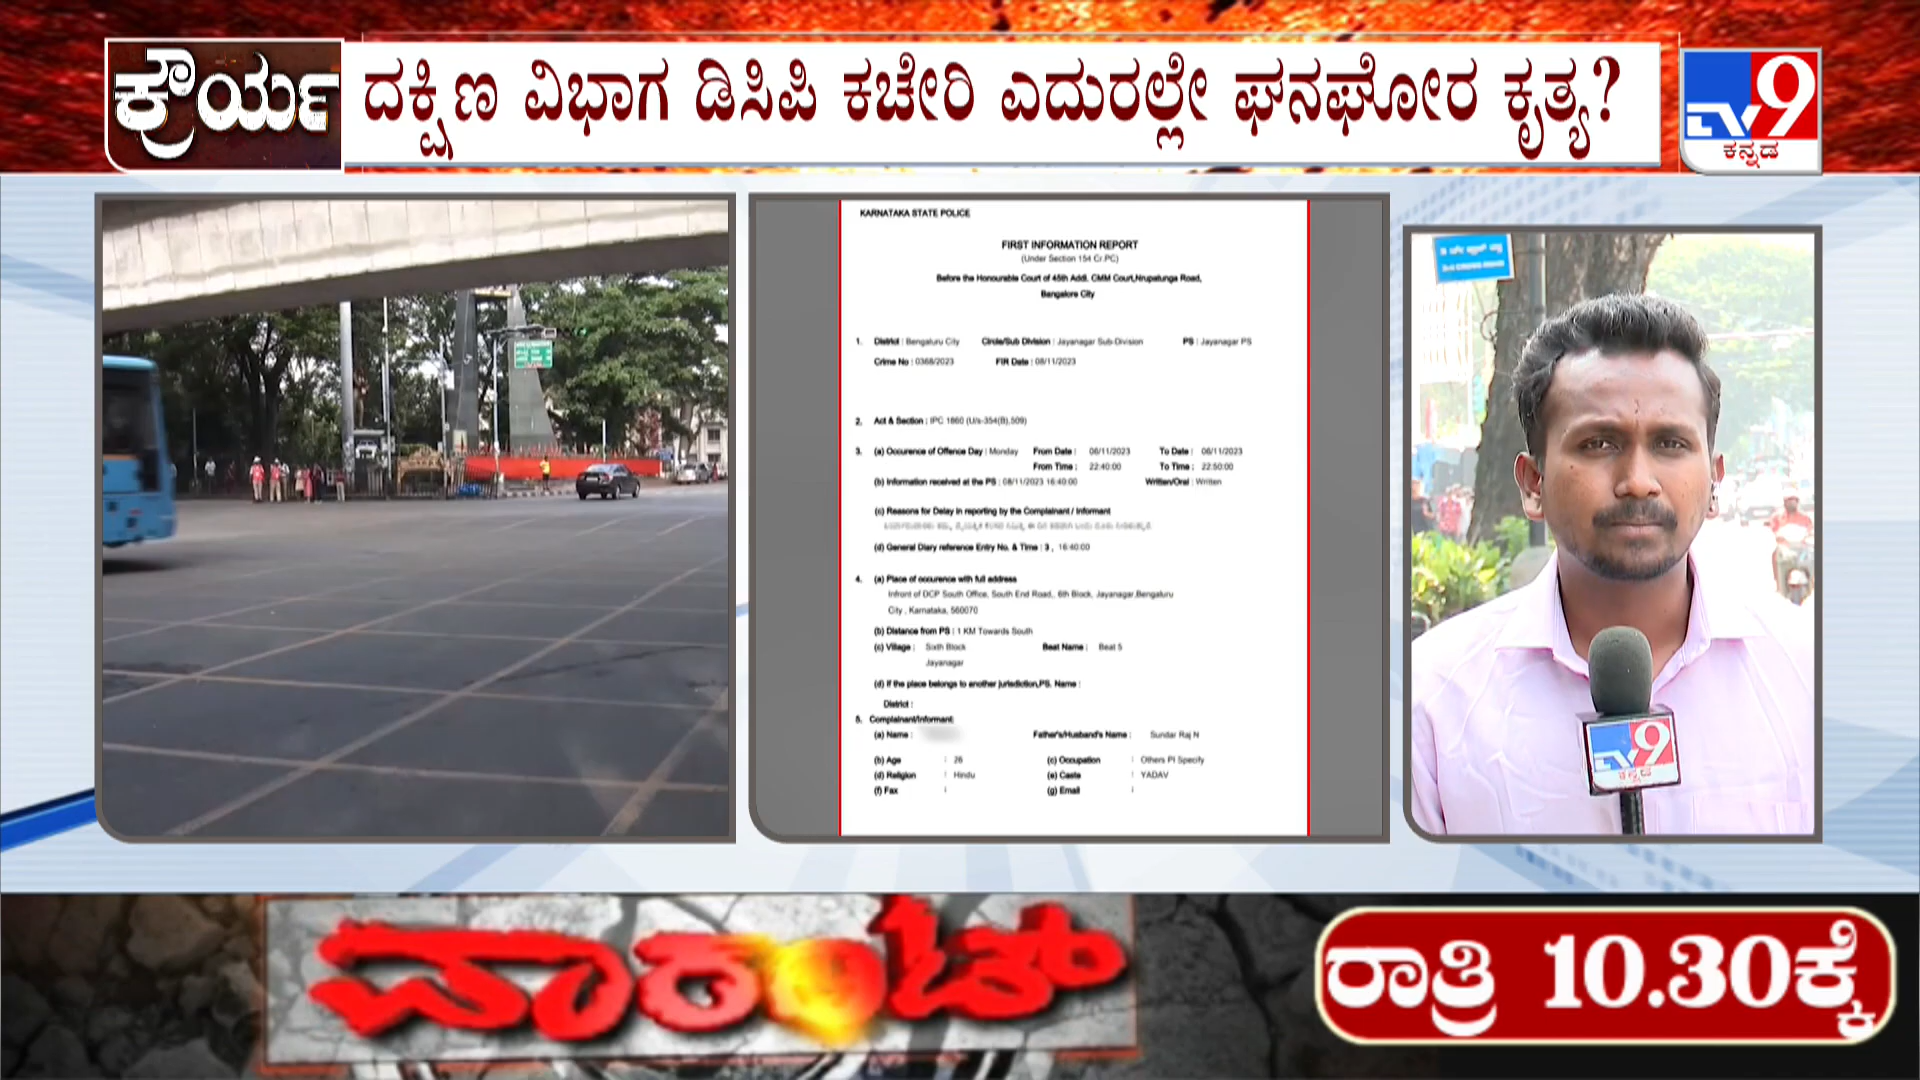 ಕ್ರೌರ್ಯ
ದಕ್ಷಿಣ ವಿಭಾಗ ಡಿಸಿಪಿ ಕಚೇರಿ ಎದುರಲ್ಲೇ ಘನಘೋರ ಕೃತ್ಯ?
TV9
ಕನ್ನಡ
KARNATAKA STATE POLICE
FIRST INFORMATION REPORT
(Under Section 154 Cr.PC)
Before the Honourable Court of 45th Addl. CMM Court,Nrupatunga Road,
Bangalore City
1. District : Bengaluru City Circle/Sub Division : Jayanagar Sub-Division PS : Jayanagar PS
Crime No : 0368/2023 FIR Date : 08/11/2023
2. Act & Section : IPC 1860 (U/s-354(B),509)
3. (a) Occurence of Offence Day : Monday From Date : 06/11/2023 To Date : 06/11/2023
From Time : 22:40:00 To Time : 22:50:00
(b) Information received at the PS : 08/11/2023 16:40:00 Written/Oral : Written
(c) Reasons for Delay in reporting by the Complainant / Informant
(d) General Diary reference Entry No. & Time : 3 , 16:40:00
4. (a) Place of occurence with full address
Infront of DCP South Office, South End Road, 6th Block, Jayanagar,Bengaluru
City , Karnataka, 560070
(b) Distance from PS : 1 KM Towards South
(c) Village : Sixth Block Beat Name : Beat 5
Jayanagar
(d) If the place belongs to another jurisdiction,PS. Name :
District :
5. Complainant/Informant:
(a) Name : Father's/Husband's Name : Sundar Raj N
(b) Age : 26 (c) Occupation : Others PI Specify
(d) Religion : Hindu (e) Caste : YADAV
(f) Fax : (g) Email :
TV9
ಕನ್ನಡ
ವಾರಂಟ್
ರಾತ್ರಿ 10.30ಕ್ಕೆ